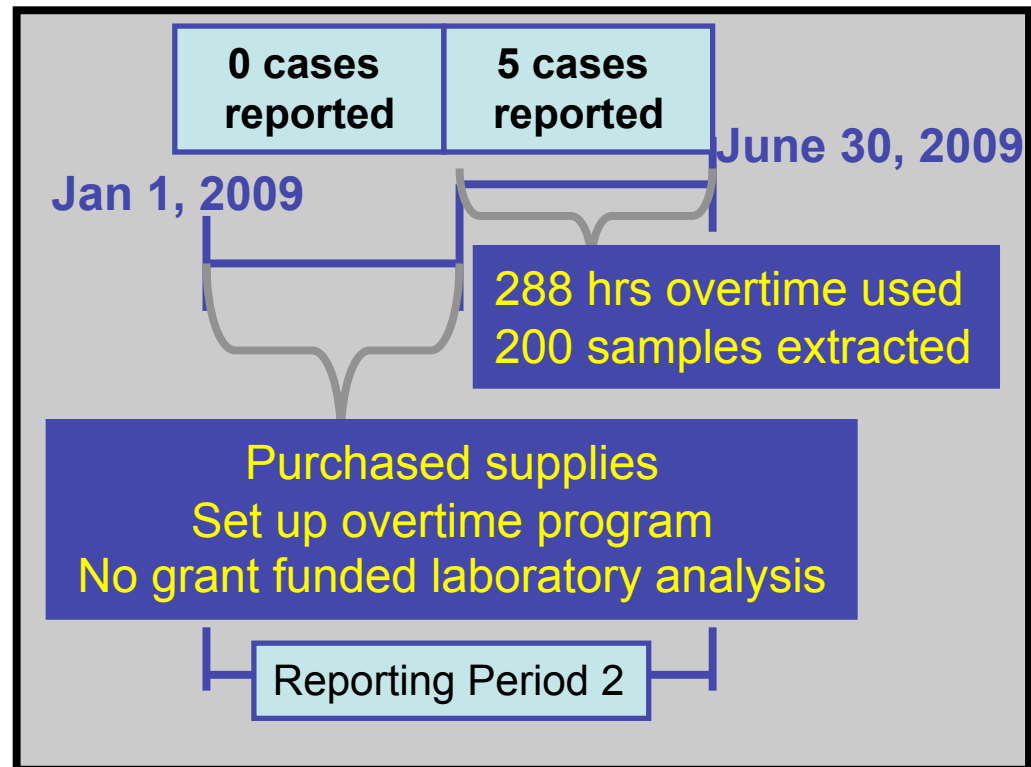 0 cases
reported
5 cases
reported
June 30, 2009
Jan 1, 2009
288 hrs overtime used
200 samples extracted
Purchased supplies
Set up overtime program
No grant funded laboratory analysis
Reporting Period 2